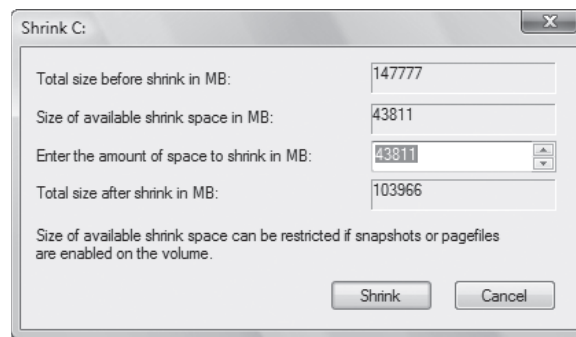 Shrink C:
Total size before shrink in MB: 147777
Size of available shrink space in MB: 43811
Enter the amount of space to shrink in MB: 43811
Total size after shrink in MB: 103966
Size of available shrink space can be restricted if snapshots or pagefiles
are enabled on the volume.
Shrink Cancel